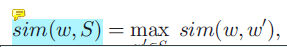 sim(w, S) = max sim(w, w′),